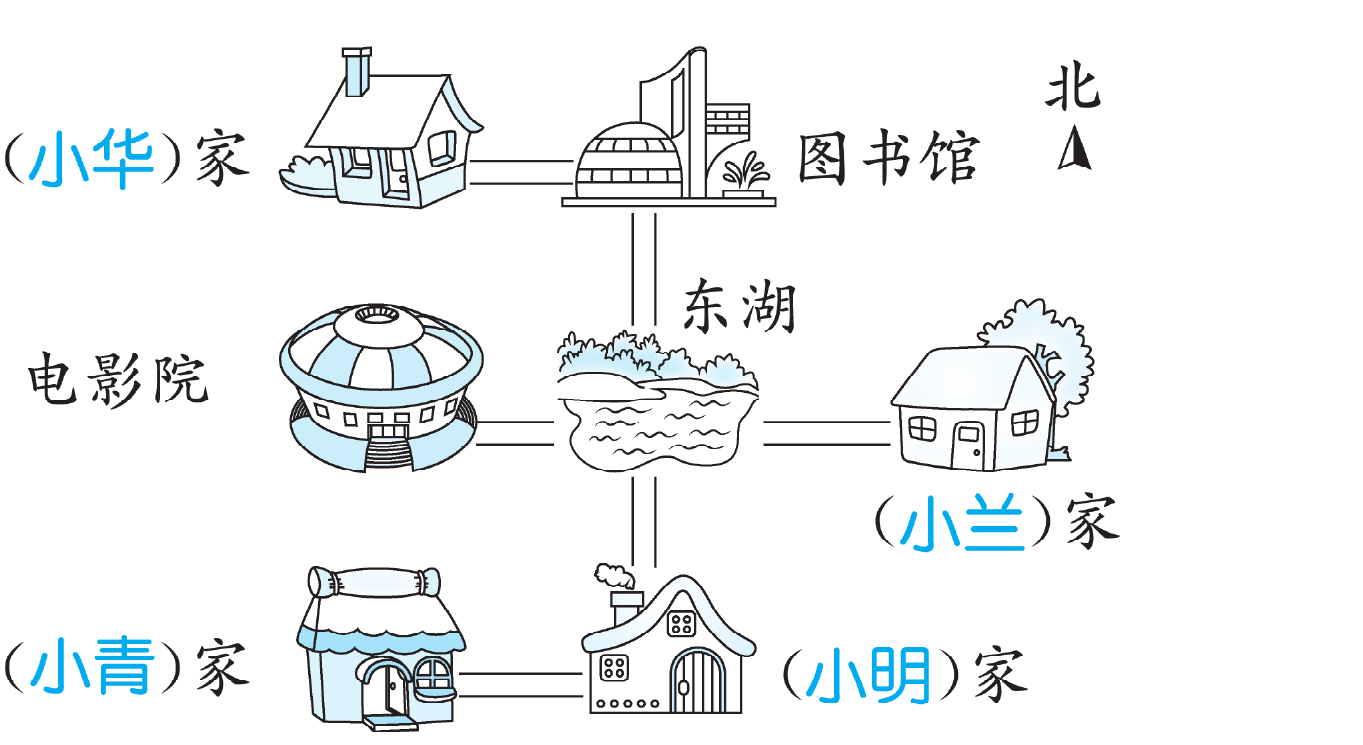 北
(小华)家
图书馆
东湖
电影院
(小兰)家
(小青)家
(小明)家